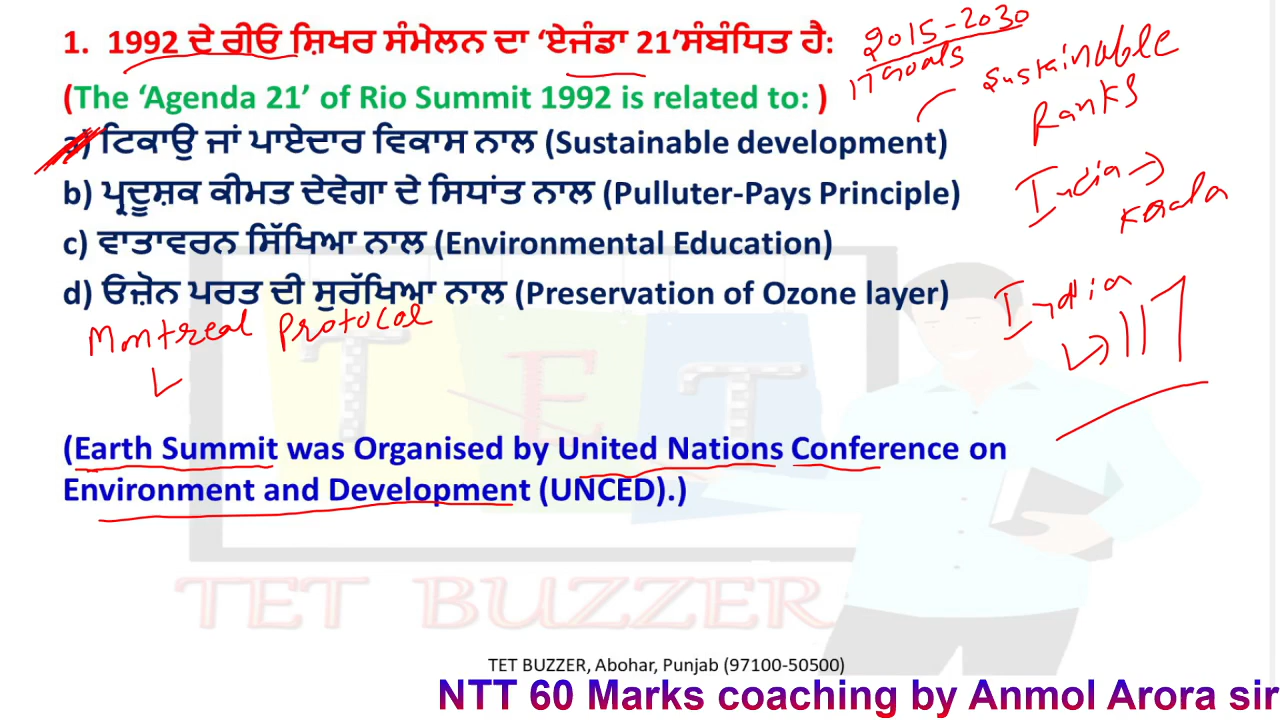 1. 1992 ਦੇ ਰੀਓ ਸ਼ਿਖਰ ਸੰਮੇਲਨ ਦਾ ‘ਏਜੰਡਾ 21’ਸੰਬੰਧਿਤ ਹੈ:
(The ‘Agenda 21’ of Rio Summit 1992 is related to: )
a) ਟਿਕਾਉ ਜਾਂ ਪਾਏਦਾਰ ਵਿਕਾਸ ਨਾਲ (Sustainable development)
b) ਪ੍ਰਦੂਸ਼ਕ ਕੀਮਤ ਦੇਵੇਗਾ ਦੇ ਸਿਧਾਂਤ ਨਾਲ (Pulluter-Pays Principle)
c) ਵਾਤਾਵਰਨ ਸਿੱਖਿਆ ਨਾਲ (Environmental Education)
d) ਓਜ਼ੋਨ ਪਰਤ ਦੀ ਸੁਰੱਖਿਆ ਨਾਲ (Preservation of Ozone layer)
Montreal Protocol
2015-2030
17 Goals
Sustainable
Ranks
India →
Kerala
India
→ 117
(Earth Summit was Organised by United Nations Conference on
Environment and Development (UNCED).)
TET
TET BUZZER
TET BUZZER, Abohar, Punjab (97100-50500)
NTT 60 Marks coaching by Anmol Arora sir